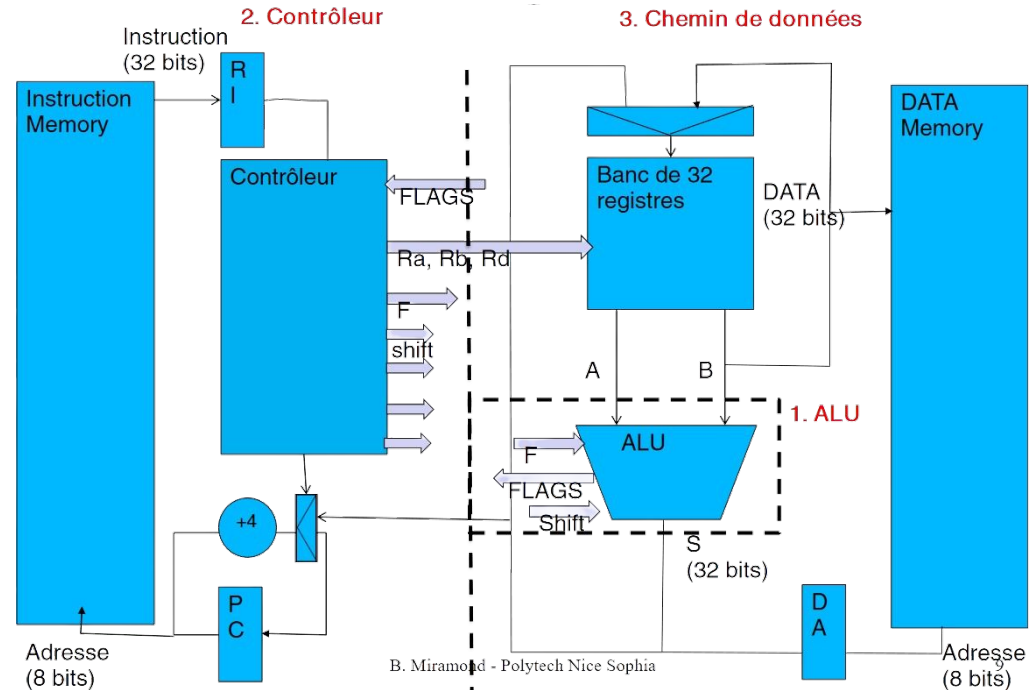 2. Contrôleur
3. Chemin de données
Instruction
(32 bits)
R
I
Instruction
Memory
DATA
Memory
Contrôleur
FLAGS
Banc de 32
registres
DATA
(32 bits)
Ra, Rb, Rd
F
shift
A
B
1. ALU
ALU
F
FLAGS
Shift
+4
S
(32 bits)
P
C
D
A
Adresse
(8 bits)
B. Miramond - Polytech Nice Sophia
Adresse
(8 bits)
9